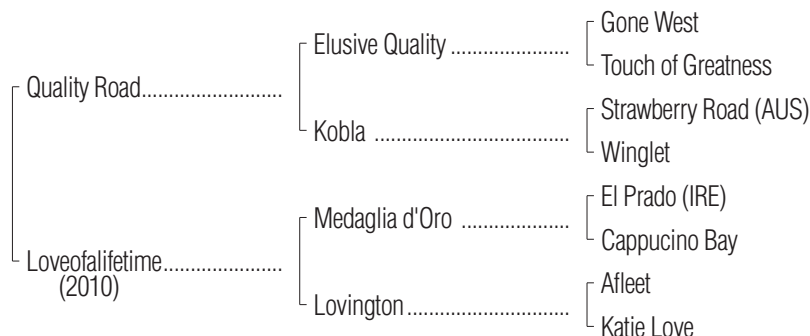 Gone West
Elusive Quality ....................
Touch of Greatness
Quality Road.........................
Strawberry Road (AUS)
Kobla .................................
Winglet
El Prado (IRE)
Medaglia d'Oro ..................
Cappucino Bay
Loveofalifetime.....................
(2010)
Afleet
Lovington............................
Katie Love